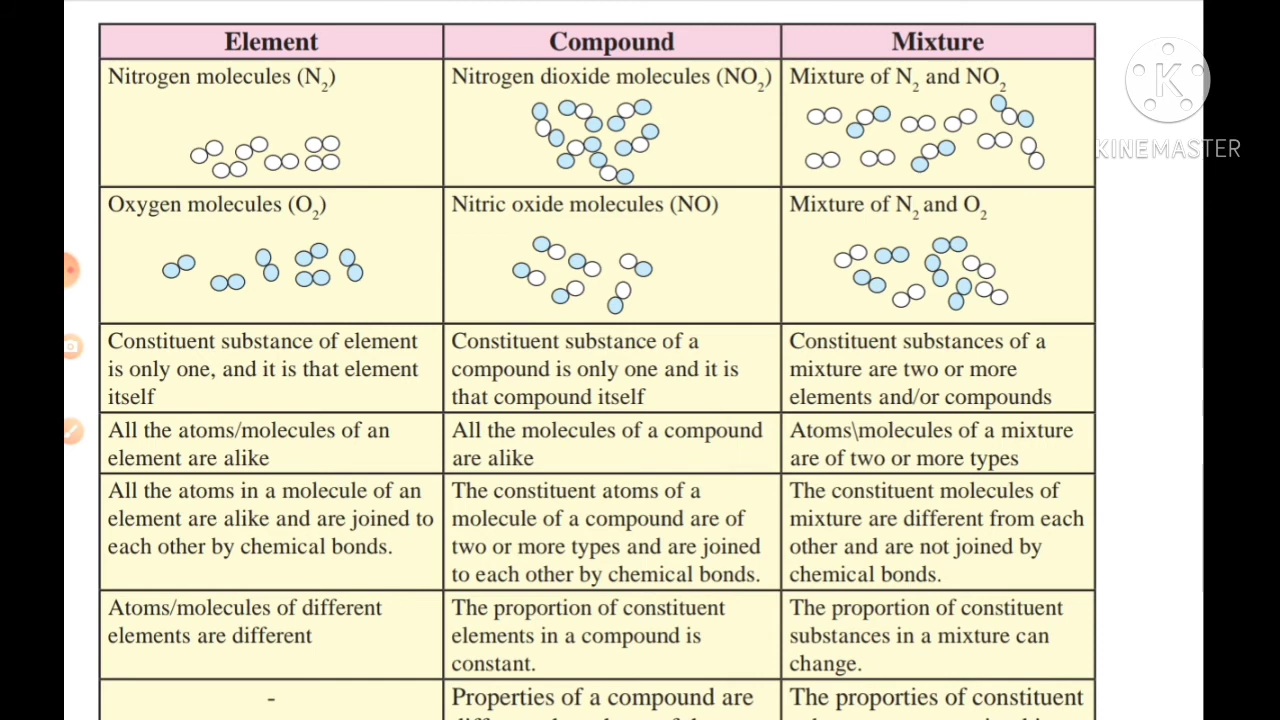 Element
Compound
Mixture
Nitrogen molecules (N₂)
Nitrogen dioxide molecules (NO₂)
Mixture of N₂ and NO₂
Oxygen molecules (O₂)
Nitric oxide molecules (NO)
Mixture of N₂ and O₂
Constituent substance of element
is only one, and it is that element
itself
Constituent substance of a
compound is only one and it is
that compound itself
Constituent substances of a
mixture are two or more
elements and/or compounds
All the atoms/molecules of an
element are alike
All the molecules of a compound
are alike
Atoms\molecules of a mixture
are of two or more types
All the atoms in a molecule of an
element are alike and are joined to
each other by chemical bonds.
The constituent atoms of a
molecule of a compound are of
two or more types and are joined
to each other by chemical bonds.
The constituent molecules of
mixture are different from each
other and are not joined by
chemical bonds.
Atoms/molecules of different
elements are different
The proportion of constituent
elements in a compound is
constant.
The proportion of constituent
substances in a mixture can
change.
-
Properties of a compound are
The properties of constituent
K
KINEMASTER